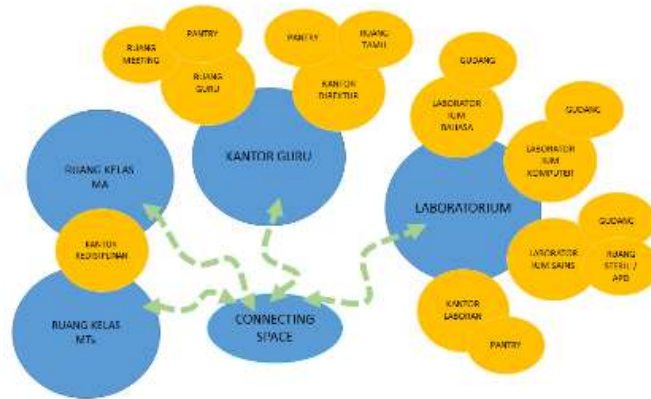 RUANG
MEETING
PANTRY
RUANG
GURU
PANTRY
RUANG
TAMU
KANTOR
DIREKTUR
KANTOR GURU
GUDANG
LABORATOR
IUM
BAHASA
GUDANG
LABORATOR
IUM
KOMPUTER
RUANG KELAS
MA
LABORATORIUM
GUDANG
LABORATOR
IUM SAINS
RUANG
STERIL /
APD
KANTOR
KEDISIPLINAN
RUANG KELAS
MTs
CONNECTING
SPACE
KANTOR
LABORAN
PANTRY